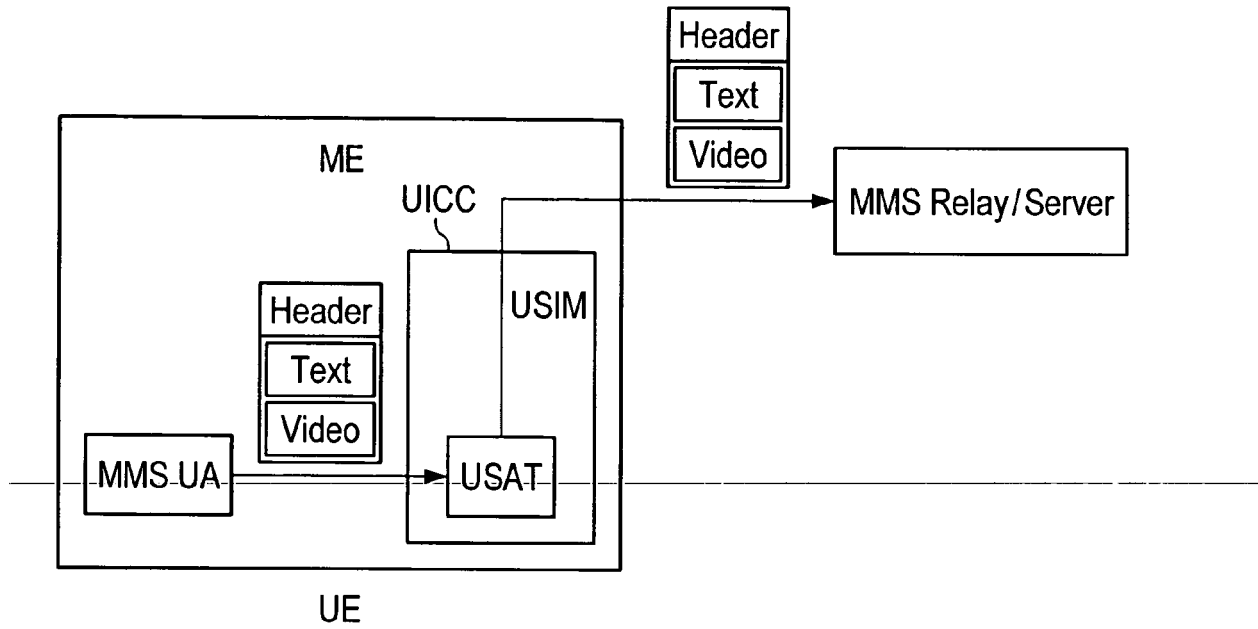 Header
Text
Video
ME
MMS Relay/Server
UICC
USIM
Header
Text
Video
MMS UA
USAT
UE